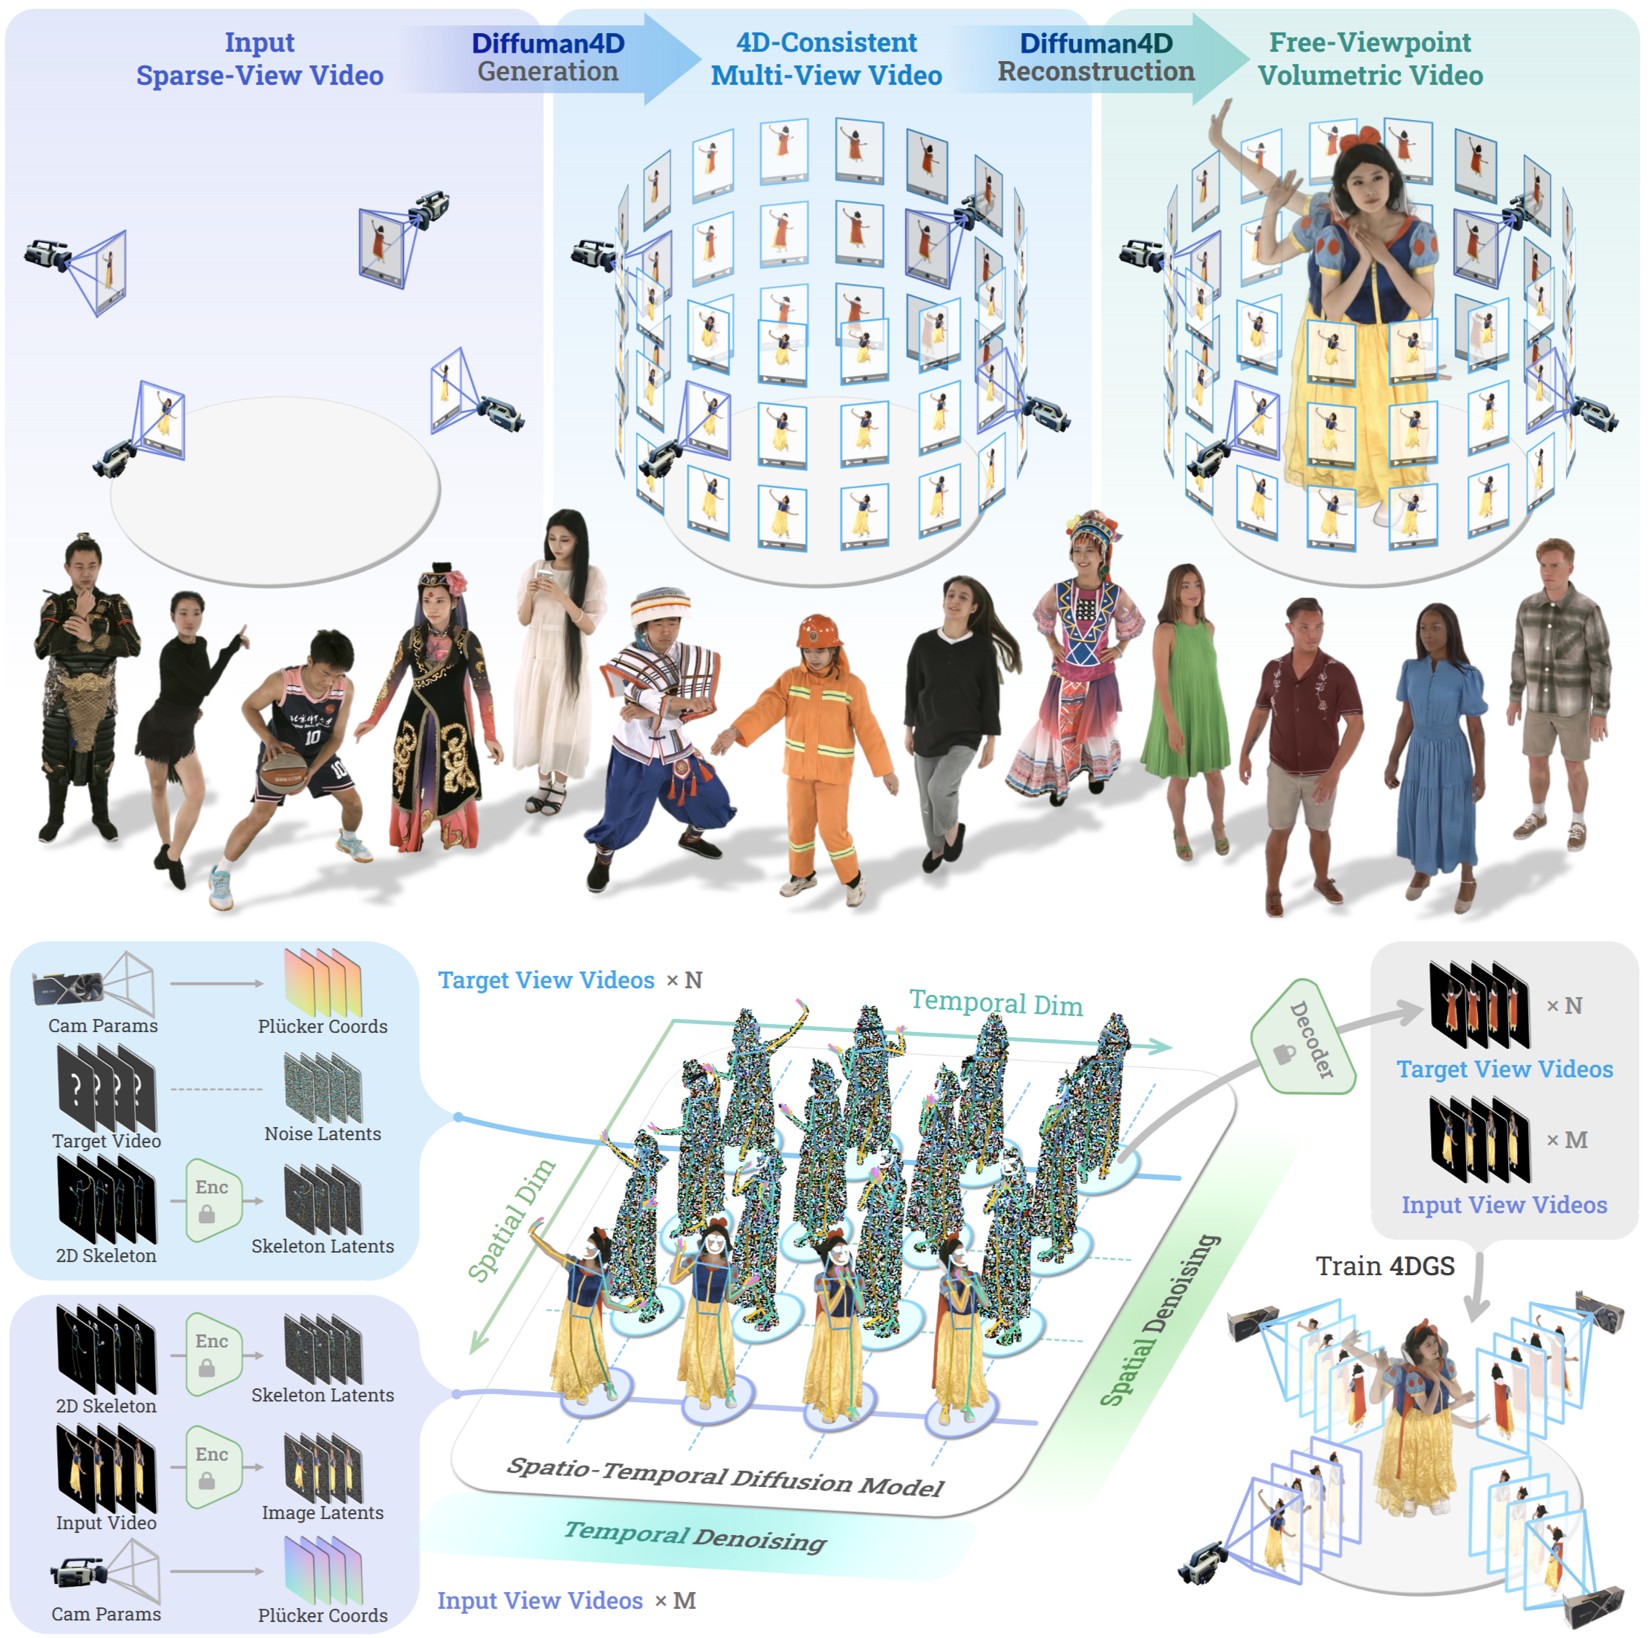 Input
Sparse-View Video
Diffuman4D
Generation
4D-Consistent
Multi-View Video
Diffuman4D
Reconstruction
Free-Viewpoint
Volumetric Video
10
10
Cam Params
Plücker Coords
?
?
?
?
Target Video
Noise Latents
Enc
2D Skeleton
Skeleton Latents
Enc
2D Skeleton
Skeleton Latents
Enc
Input Video
Image Latents
Cam Params
Plücker Coords
Target View Videos × N
Temporal Dim
Spatial Dim
Spatio-Temporal Diffusion Model
Spatial Denoising
Temporal Denoising
Input View Videos × M
Decoder
× N
Target View Videos
× M
Input View Videos
Train 4DGS